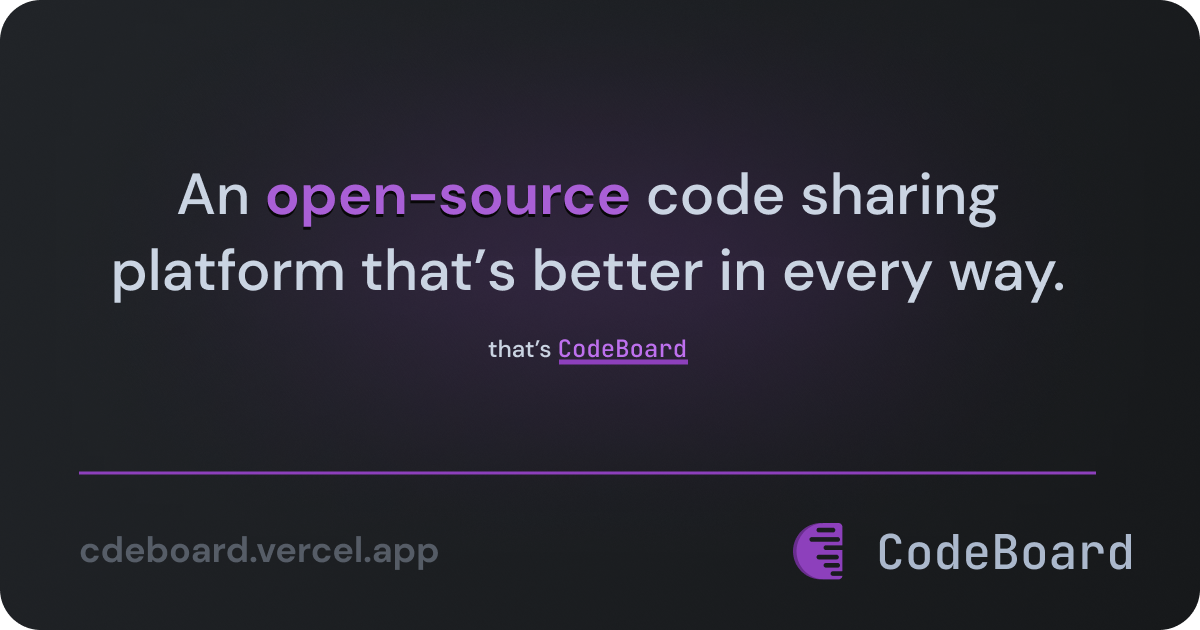 An open-source code sharing
platform that’s better in every way.
that’s CodeBoard
cdeboard.vercel.app
CodeBoard